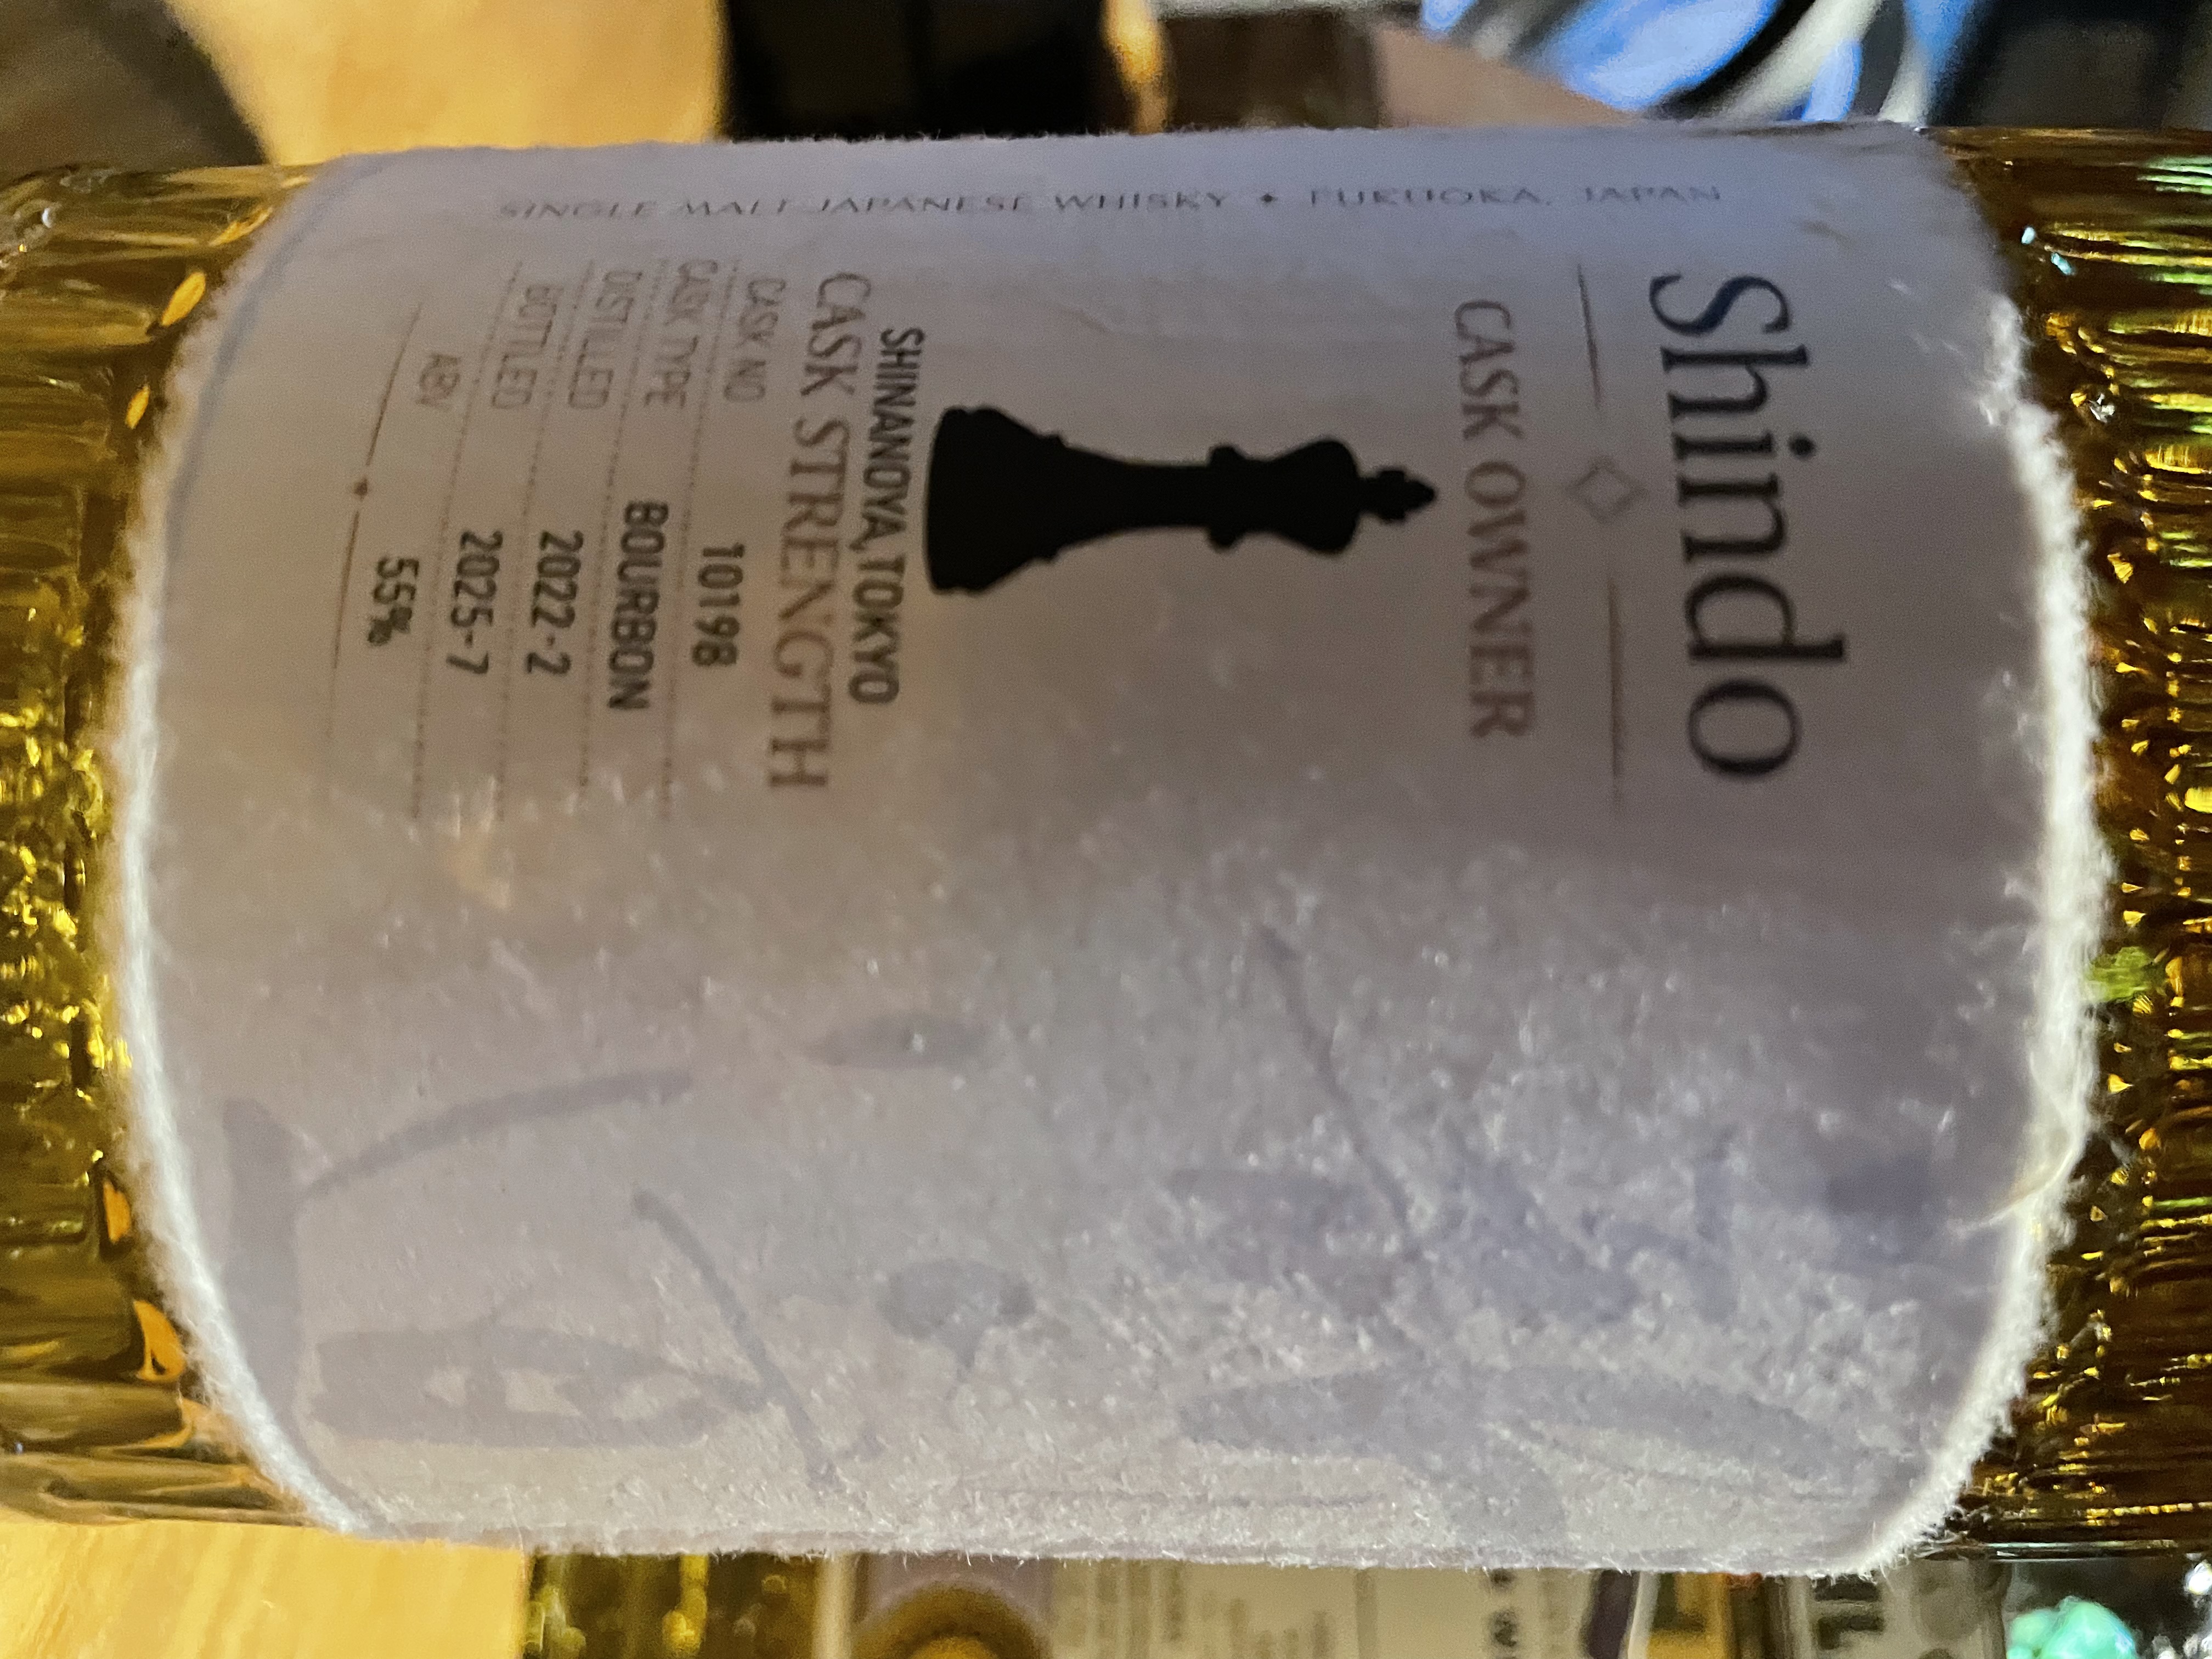 Shindo
CASK OWNER
SHINANOYA, TOKYO
CASK STRENGTH
CASK NO 10198
CASK TYPE BOURBON
DISTILLED 2022-2
BOTTLED 2025-7
ABV 55%
SINGLE MALT JAPANESE WHISKY ✦ FUKUOKA, JAPAN